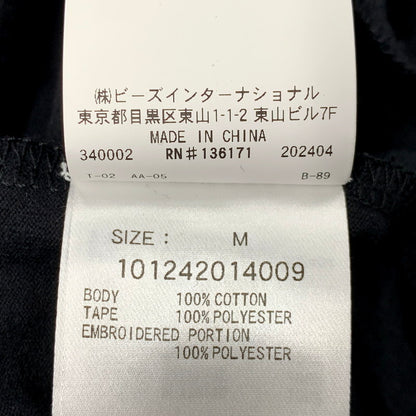 ㈱ビーズインターナショナル
東京都目黒区東山1-1-2 東山ビル7F
MADE IN CHINA
340002 RN#136171 202404
T-02 AA-05 B-89
SIZE : M
101242014009
BODY 100% COTTON
TAPE 100% POLYESTER
EMBROIDERED PORTION
100% POLYESTER